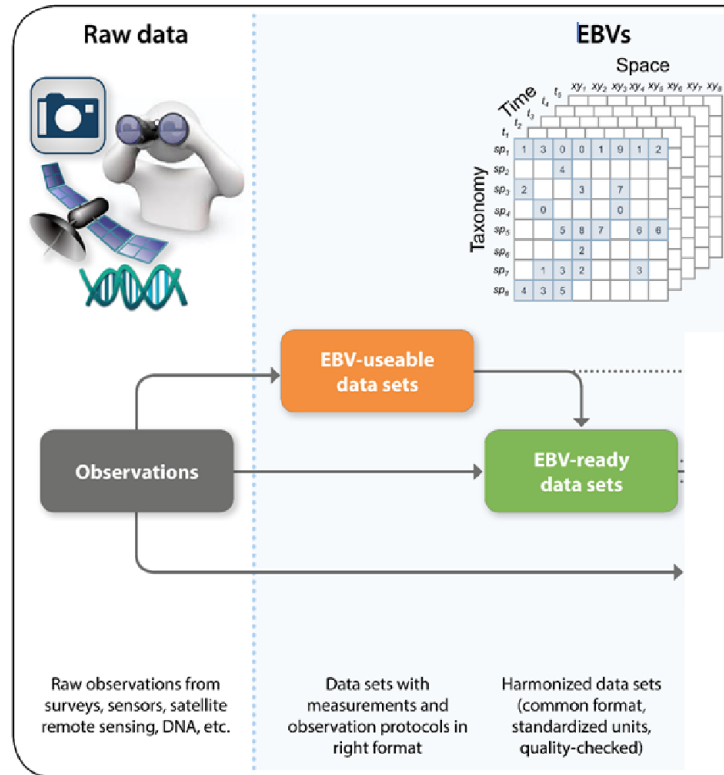 Raw data
EBVs
Space
Time
xy1 xy2 xy3 xy4 xy5 xy6 xy7 xy8
t5
t4
t3
t2
t1
Taxonomy
sp1 1 3 0 0 1 9 1 2
sp2 4
sp3 2 3 7
sp4 0 0
sp5 5 8 7 6 6
sp6 2
sp7 1 3 2 3
sp8 4 3 5
EBV-useable
data sets
Observations
EBV-ready
data sets
Raw observations from
surveys, sensors, satellite
remote sensing, DNA, etc.
Data sets with
measurements and
observation protocols in
right format
Harmonized data sets
(common format,
standardized units,
quality-checked)